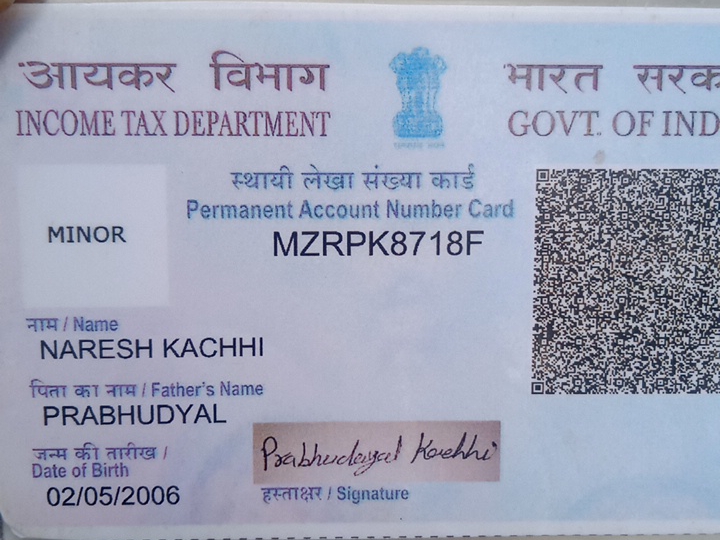 आयकर विभाग
INCOME TAX DEPARTMENT
भारत सरक
GOVT. OF IND
स्थायी लेखा संख्या कार्ड
Permanent Account Number Card
MZRPK8718F
MINOR
नाम / Name
NARESH KACHHI
पिता का नाम / Father's Name
PRABHUDYAL
जन्म की तारीख /
Date of Birth
02/05/2006
Prabhudayal Kachhi
हस्ताक्षर / Signature